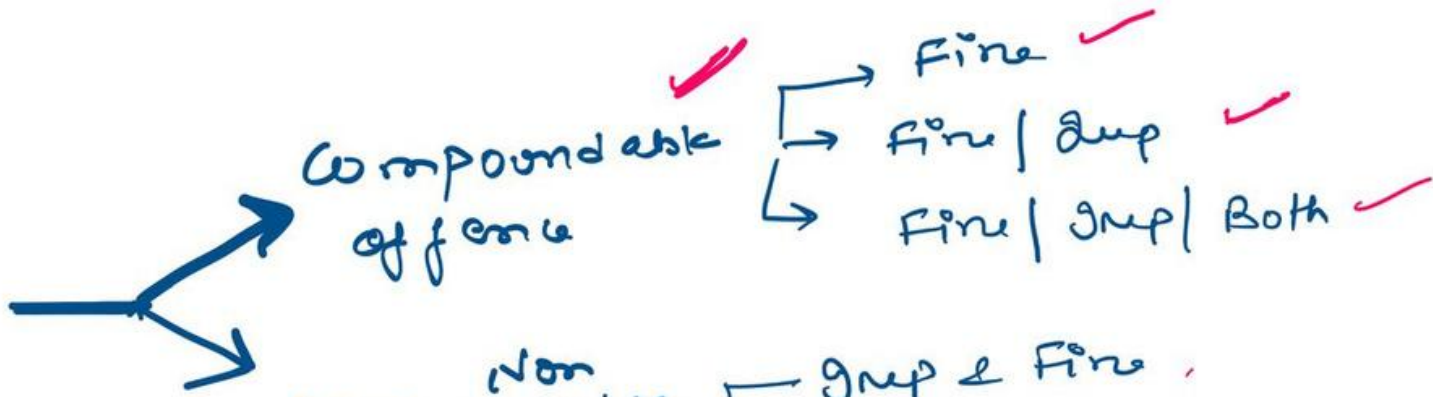 Fine
Compoundable Fine | Imp
offence Fine | Imp | Both
Non
Imp & Fine